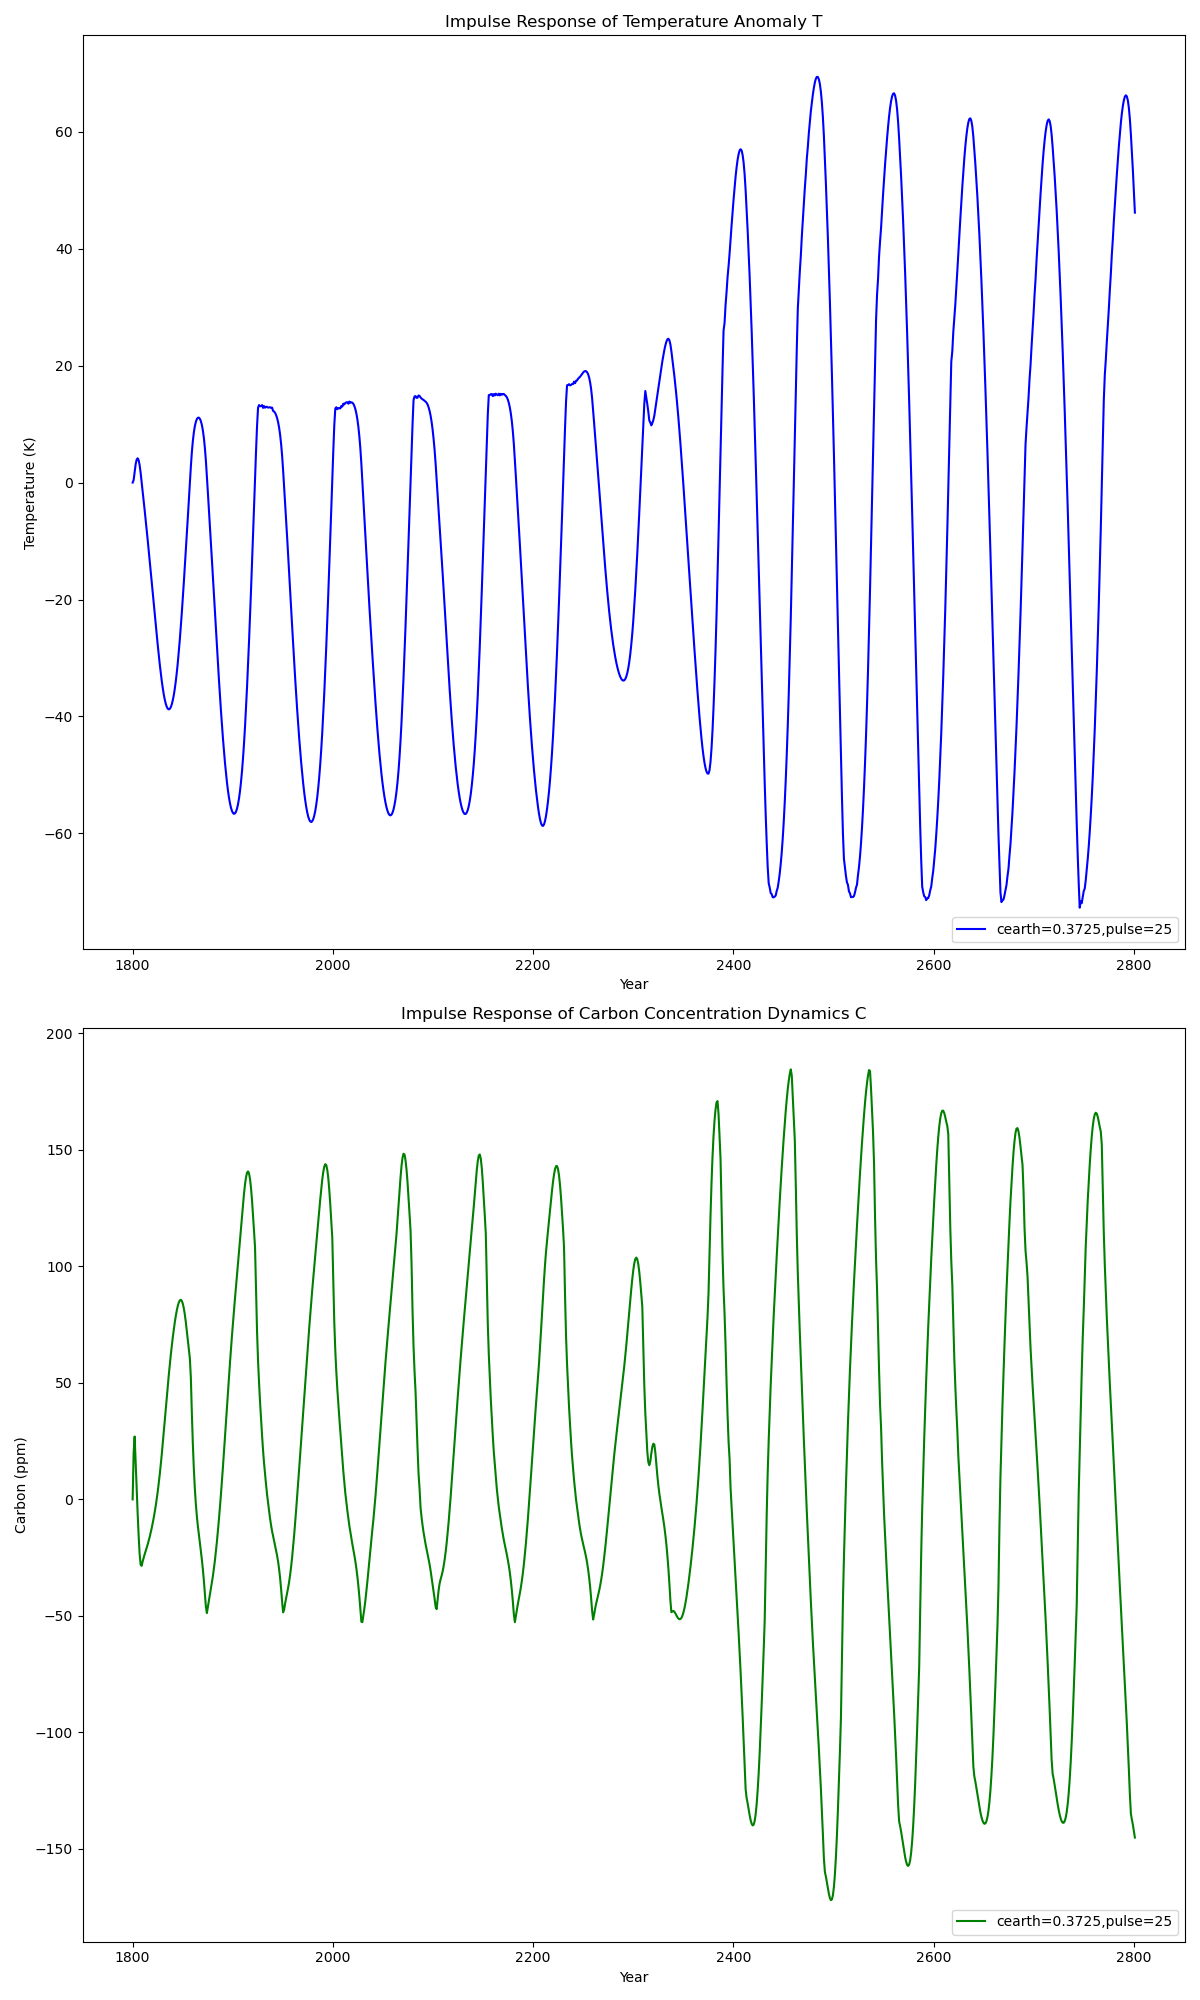 Impulse Response of Temperature Anomaly T
60
40
20
0
−20
−40
−60
Temperature (K)
1800 2000 2200 2400 2600 2800
Year
cearth=0.3725,pulse=25
Impulse Response of Carbon Concentration Dynamics C
200
150
100
50
0
−50
−100
−150
Carbon (ppm)
1800 2000 2200 2400 2600 2800
Year
cearth=0.3725,pulse=25